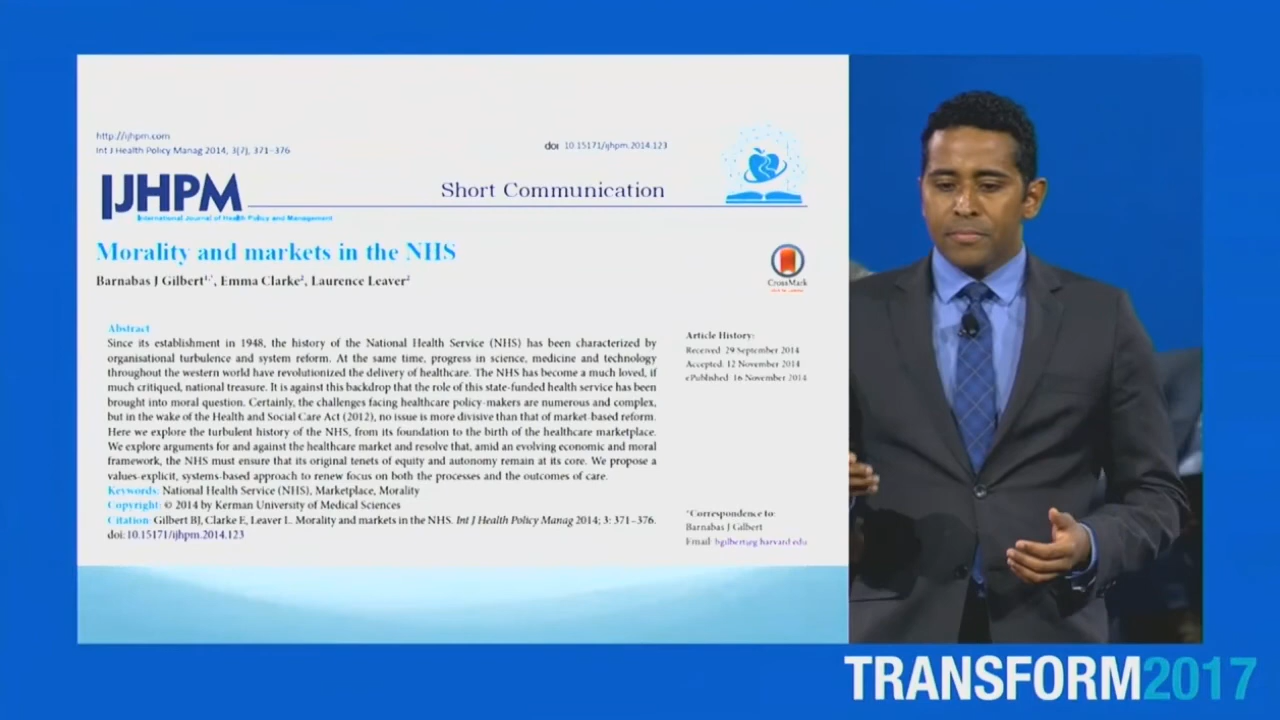 http://ijhpm.com
Int J Health Policy Manag 2014, 3(7), 371–376
doi 10.15171/ijhpm.2014.123
IJHPM
International Journal of Health Policy and Management
Short Communication
Morality and markets in the NHS
Barnabas J Gilbert1,*, Emma Clarke2, Laurence Leaver2
CrossMark
Abstract
Since its establishment in 1948, the history of the National Health Service (NHS) has been characterized by
organisational turbulence and system reform. At the same time, progress in science, medicine and technology
throughout the western world have revolutionized the delivery of healthcare. The NHS has become a much loved, if
much critiqued, national treasure. It is against this backdrop that the role of this state-funded health service has been
brought into moral question. Certainly, the challenges facing healthcare policy-makers are numerous and complex,
but in the wake of the Health and Social Care Act (2012), no issue is more divisive than that of market-based reform.
Here we explore the turbulent history of the NHS, from its foundation to the birth of the healthcare marketplace.
We explore arguments for and against the healthcare market and resolve that, amid an evolving economic and moral
framework, the NHS must ensure that its original tenets of equity and autonomy remain at its core. We propose a
values-explicit, systems-based approach to renew focus on both the processes and the outcomes of care.
Keywords: National Health Service (NHS), Marketplace, Morality
Copyright: © 2014 by Kerman University of Medical Sciences
Citation: Gilbert BJ, Clarke E, Leaver L. Morality and markets in the NHS. Int J Health Policy Manag 2014; 3: 371–376.
doi: 10.15171/ijhpm.2014.123
Article History:
Received: 29 September 2014
Accepted: 12 November 2014
ePublished: 16 November 2014
*Correspondence to:
Barnabas J Gilbert
Email: bgilbert@g.harvard.edu
TRANSFORM2017